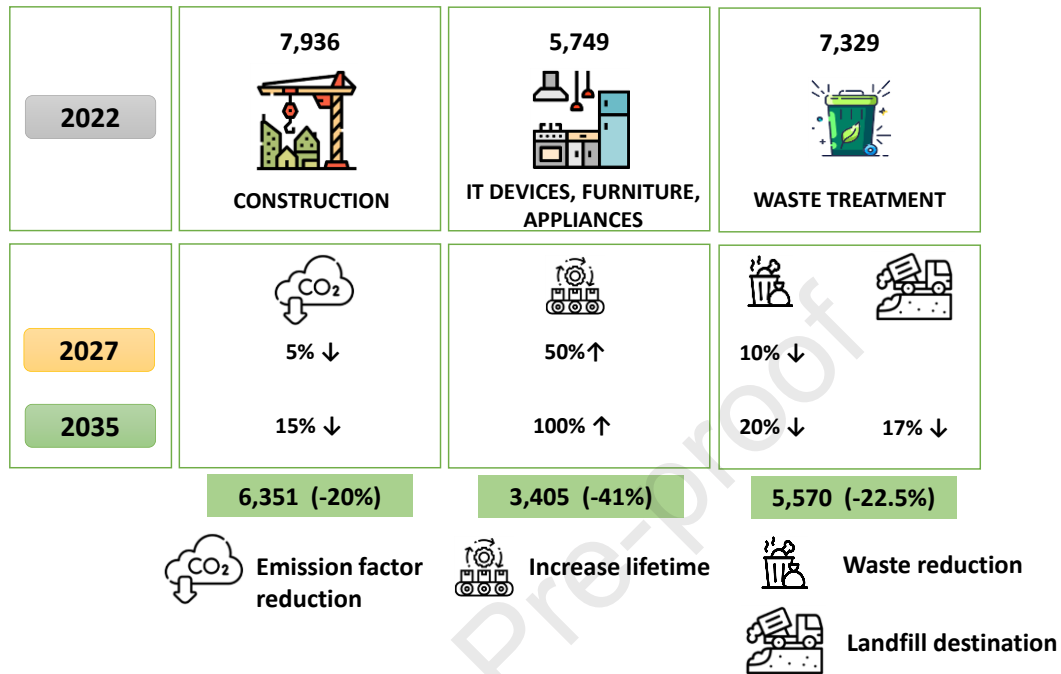 7,936
5,749
7,329
2022
CONSTRUCTION
IT DEVICES, FURNITURE,
APPLIANCES
WASTE TREATMENT
CO2
2027
5% ↓
50%↑
10% ↓
2035
15% ↓
100% ↑
20% ↓
17% ↓
6,351 (-20%)
3,405 (-41%)
5,570 (-22.5%)
CO2
Emission factor
reduction
Increase lifetime
Waste reduction
Landfill destination
Pre-proof